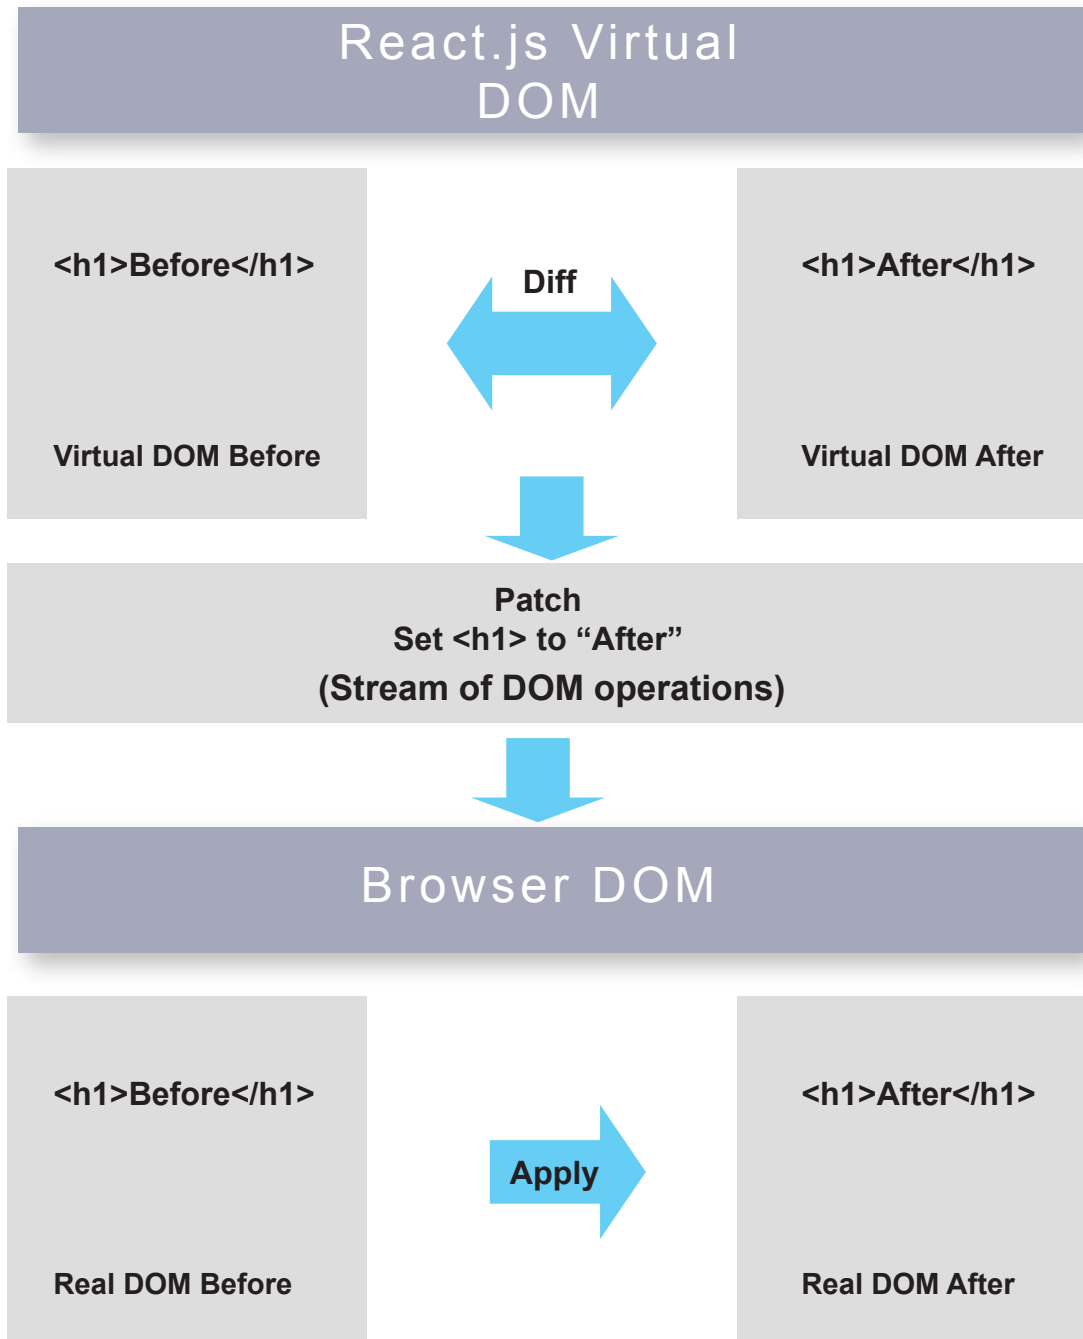 React.js Virtual
DOM
<h1>Before</h1>
Diff
<h1>After</h1>
Virtual DOM Before
Virtual DOM After
Patch
Set <h1> to “After”
(Stream of DOM operations)
Browser DOM
<h1>Before</h1>
<h1>After</h1>
Apply
Real DOM Before
Real DOM After